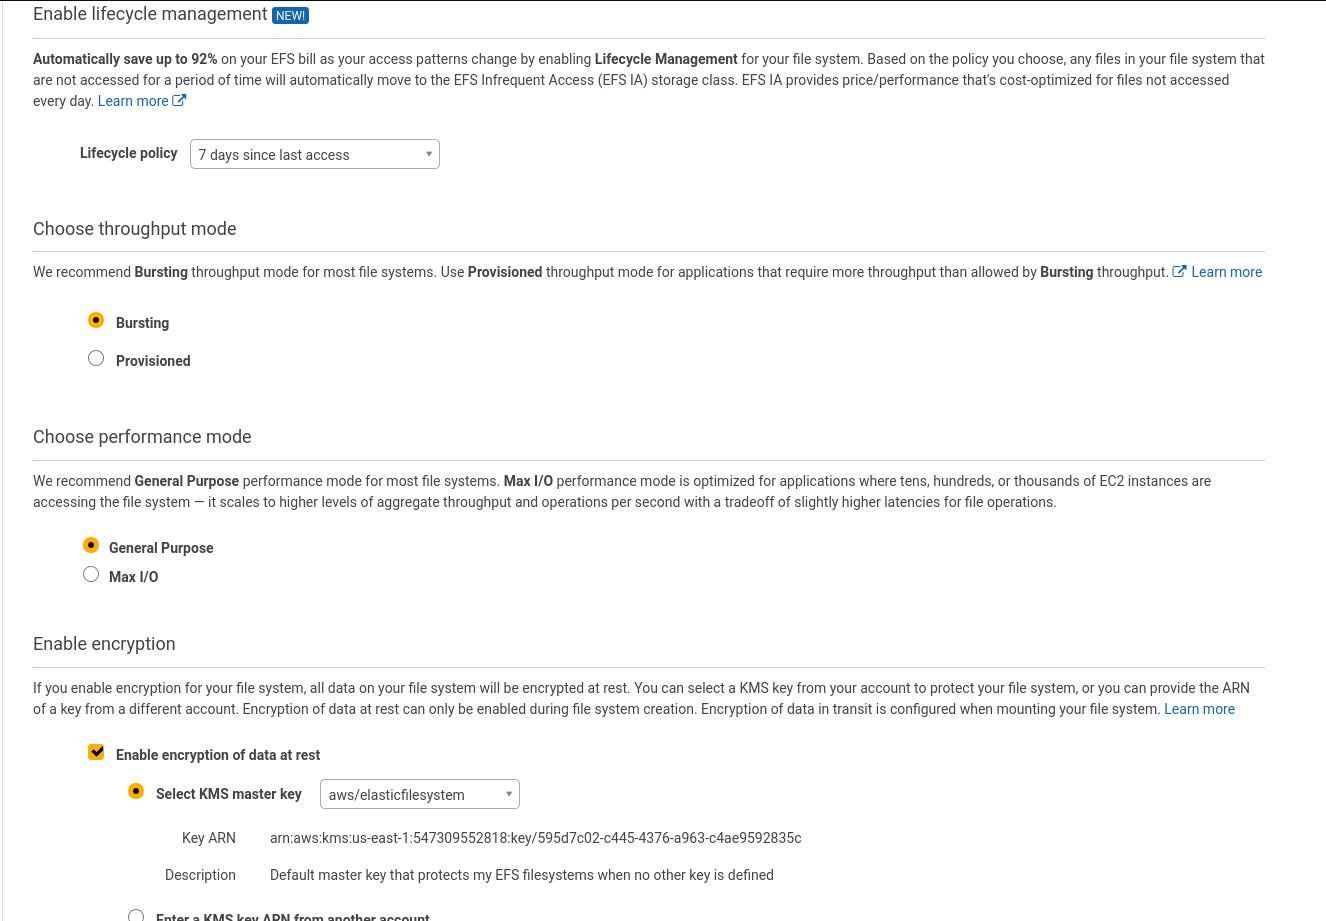 Enable lifecycle management NEW!
Automatically save up to 92% on your EFS bill as your access patterns change by enabling Lifecycle Management for your file system. Based on the policy you choose, any files in your file system that
are not accessed for a period of time will automatically move to the EFS Infrequent Access (EFS IA) storage class. EFS IA provides price/performance that's cost-optimized for files not accessed
every day. Learn more
Lifecycle policy 7 days since last access
Choose throughput mode
We recommend Bursting throughput mode for most file systems. Use Provisioned throughput mode for applications that require more throughput than allowed by Bursting throughput. Learn more
Bursting
Provisioned
Choose performance mode
We recommend General Purpose performance mode for most file systems. Max I/O performance mode is optimized for applications where tens, hundreds, or thousands of EC2 instances are
accessing the file system — it scales to higher levels of aggregate throughput and operations per second with a tradeoff of slightly higher latencies for file operations.
General Purpose
Max I/O
Enable encryption
If you enable encryption for your file system, all data on your file system will be encrypted at rest. You can select a KMS key from your account to protect your file system, or you can provide the ARN
of a key from a different account. Encryption of data at rest can only be enabled during file system creation. Encryption of data in transit is configured when mounting your file system. Learn more
Enable encryption of data at rest
Select KMS master key aws/elasticfilesystem
Key ARN arn:aws:kms:us-east-1:547309552818:key/595d7c02-c445-4376-a963-c4ae9592835c
Description Default master key that protects my EFS filesystems when no other key is defined
Enter a KMS key ARN from another account